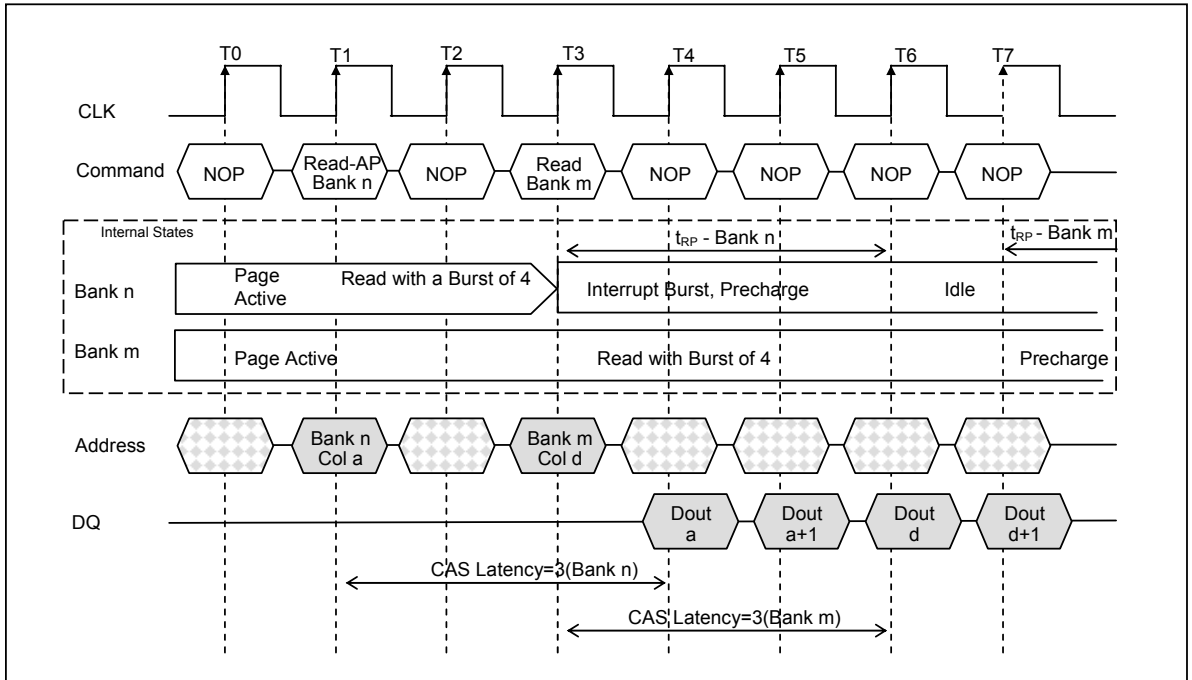 T0 T1 T2 T3 T4 T5 T6 T7
CLK
Command NOP Read-AP Bank n NOP Read Bank m NOP NOP NOP NOP
Internal States
tRP - Bank n
tRP - Bank m
Bank n Page Active Read with a Burst of 4 Interrupt Burst, Precharge Idle
Bank m Page Active Read with Burst of 4 Precharge
Address Bank n Col a Bank m Col d
DQ Dout a Dout a+1 Dout d Dout d+1
CAS Latency=3(Bank n)
CAS Latency=3(Bank m)